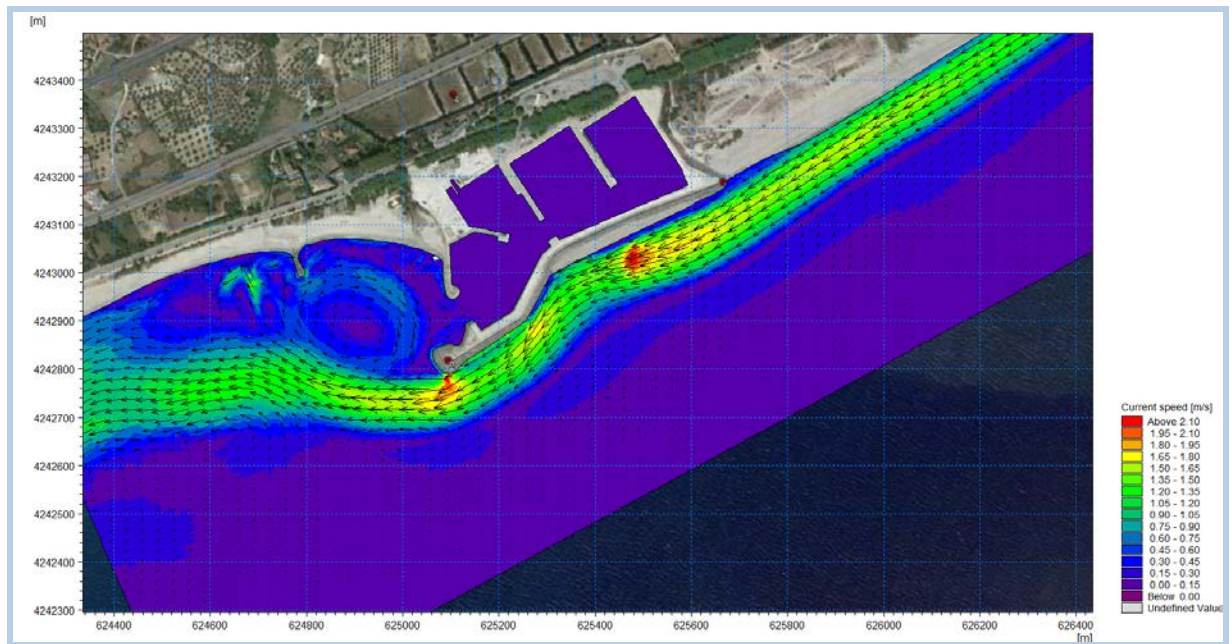 [m]
4243400
4243300
4243200
4243100
4243000
4242900
4242800
4242700
4242600
4242500
4242400
4242300
624400 624600 624800 625000 625200 625400 625600 625800 626000 626200 626400
[m]
Current speed [m/s]
Above 2.10
1.95 - 2.10
1.80 - 1.95
1.65 - 1.80
1.50 - 1.65
1.35 - 1.50
1.20 - 1.35
1.05 - 1.20
0.90 - 1.05
0.75 - 0.90
0.60 - 0.75
0.45 - 0.60
0.30 - 0.45
0.15 - 0.30
0.00 - 0.15
Below 0.00
Undefined Value